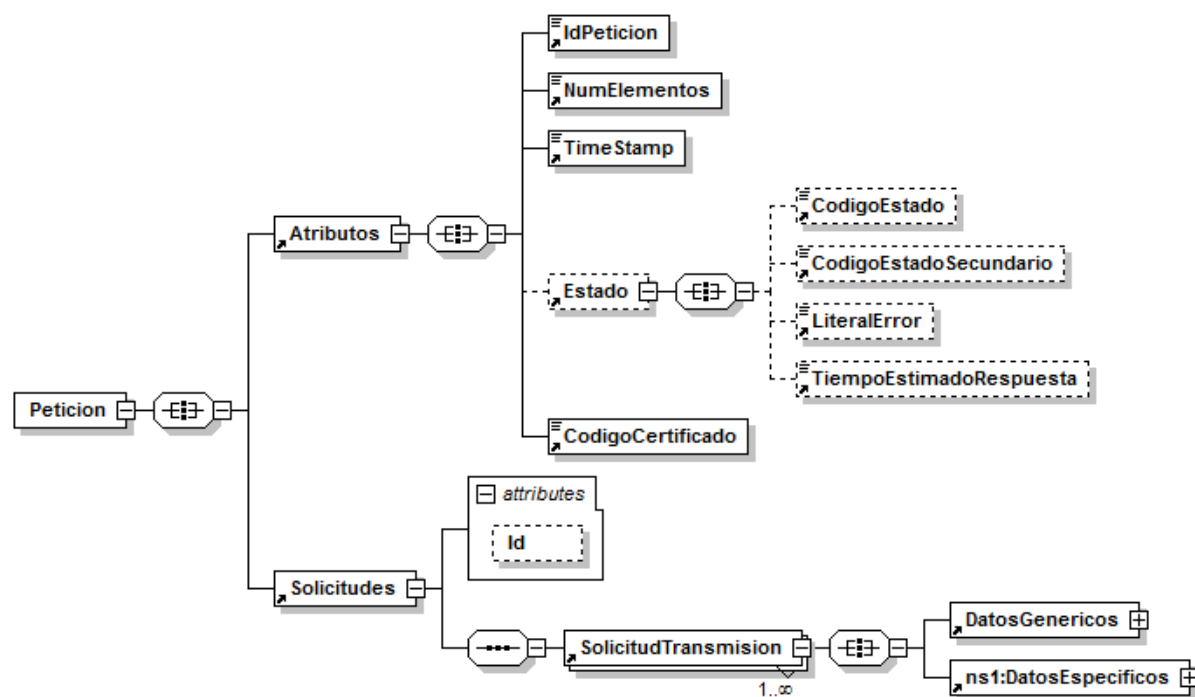 IdPeticion
NumElementos
TimeStamp
CodigoEstado
Atributos
CodigoEstadoSecundario
Estado
LiteralError
TiempoEstimadoRespuesta
Peticion
CodigoCertificado
attributes
Id
Solicitudes
DatosGenericos
SolicitudTransmision
1..∞
ns1:DatosEspecificos